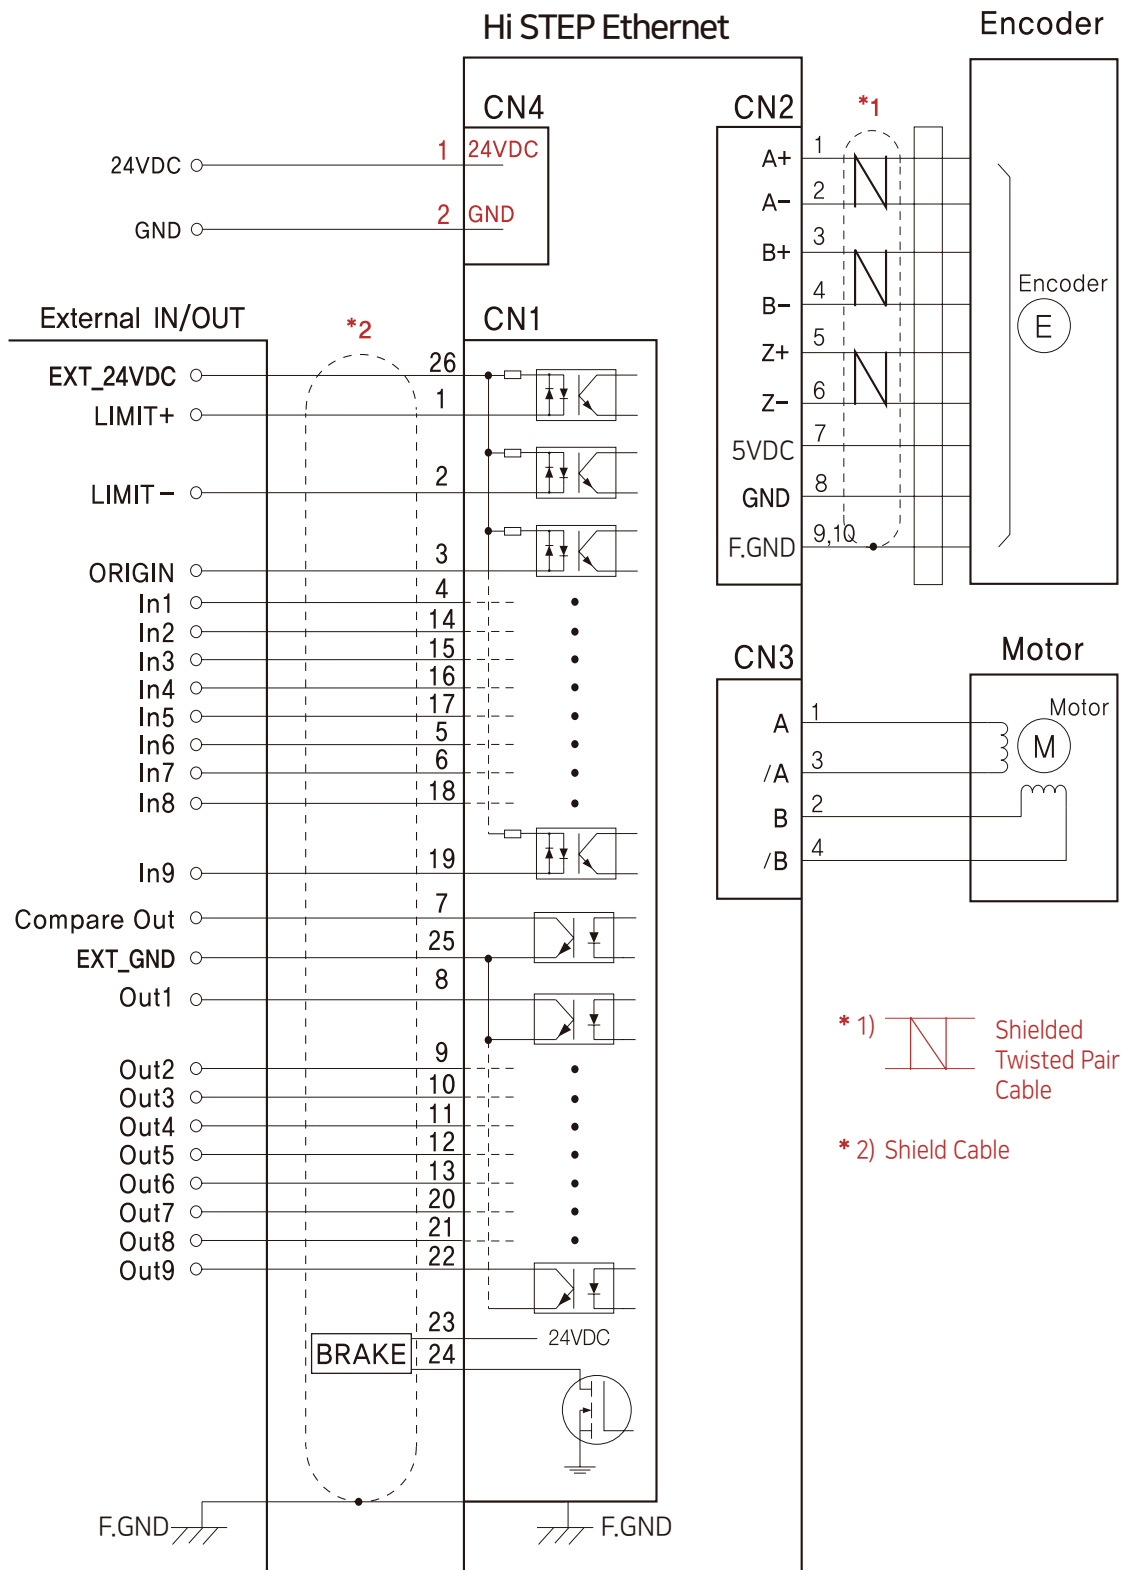 Hi STEP Ethernet
Encoder
CN4
24VDC
1
24VDC
GND
2
GND
CN2
*1
A+
1
A-
2
B+
3
B-
4
Z+
5
Z-
6
5VDC
7
GND
8
F.GND
9,10
Encoder
E
External IN/OUT
*2
CN1
EXT_24VDC
26
LIMIT+
1
LIMIT-
2
ORIGIN
3
In1
4
In2
14
In3
15
In4
16
In5
17
In6
5
In7
6
In8
18
In9
19
Compare Out
7
EXT_GND
25
Out1
8
Out2
9
Out3
10
Out4
11
Out5
12
Out6
13
Out7
20
Out8
21
Out9
22
BRAKE
23
24VDC
24
F.GND
F.GND
CN3
Motor
A
1
/A
3
B
2
/B
4
Motor
M
* 1)
Shielded
Twisted Pair
Cable
* 2) Shield Cable